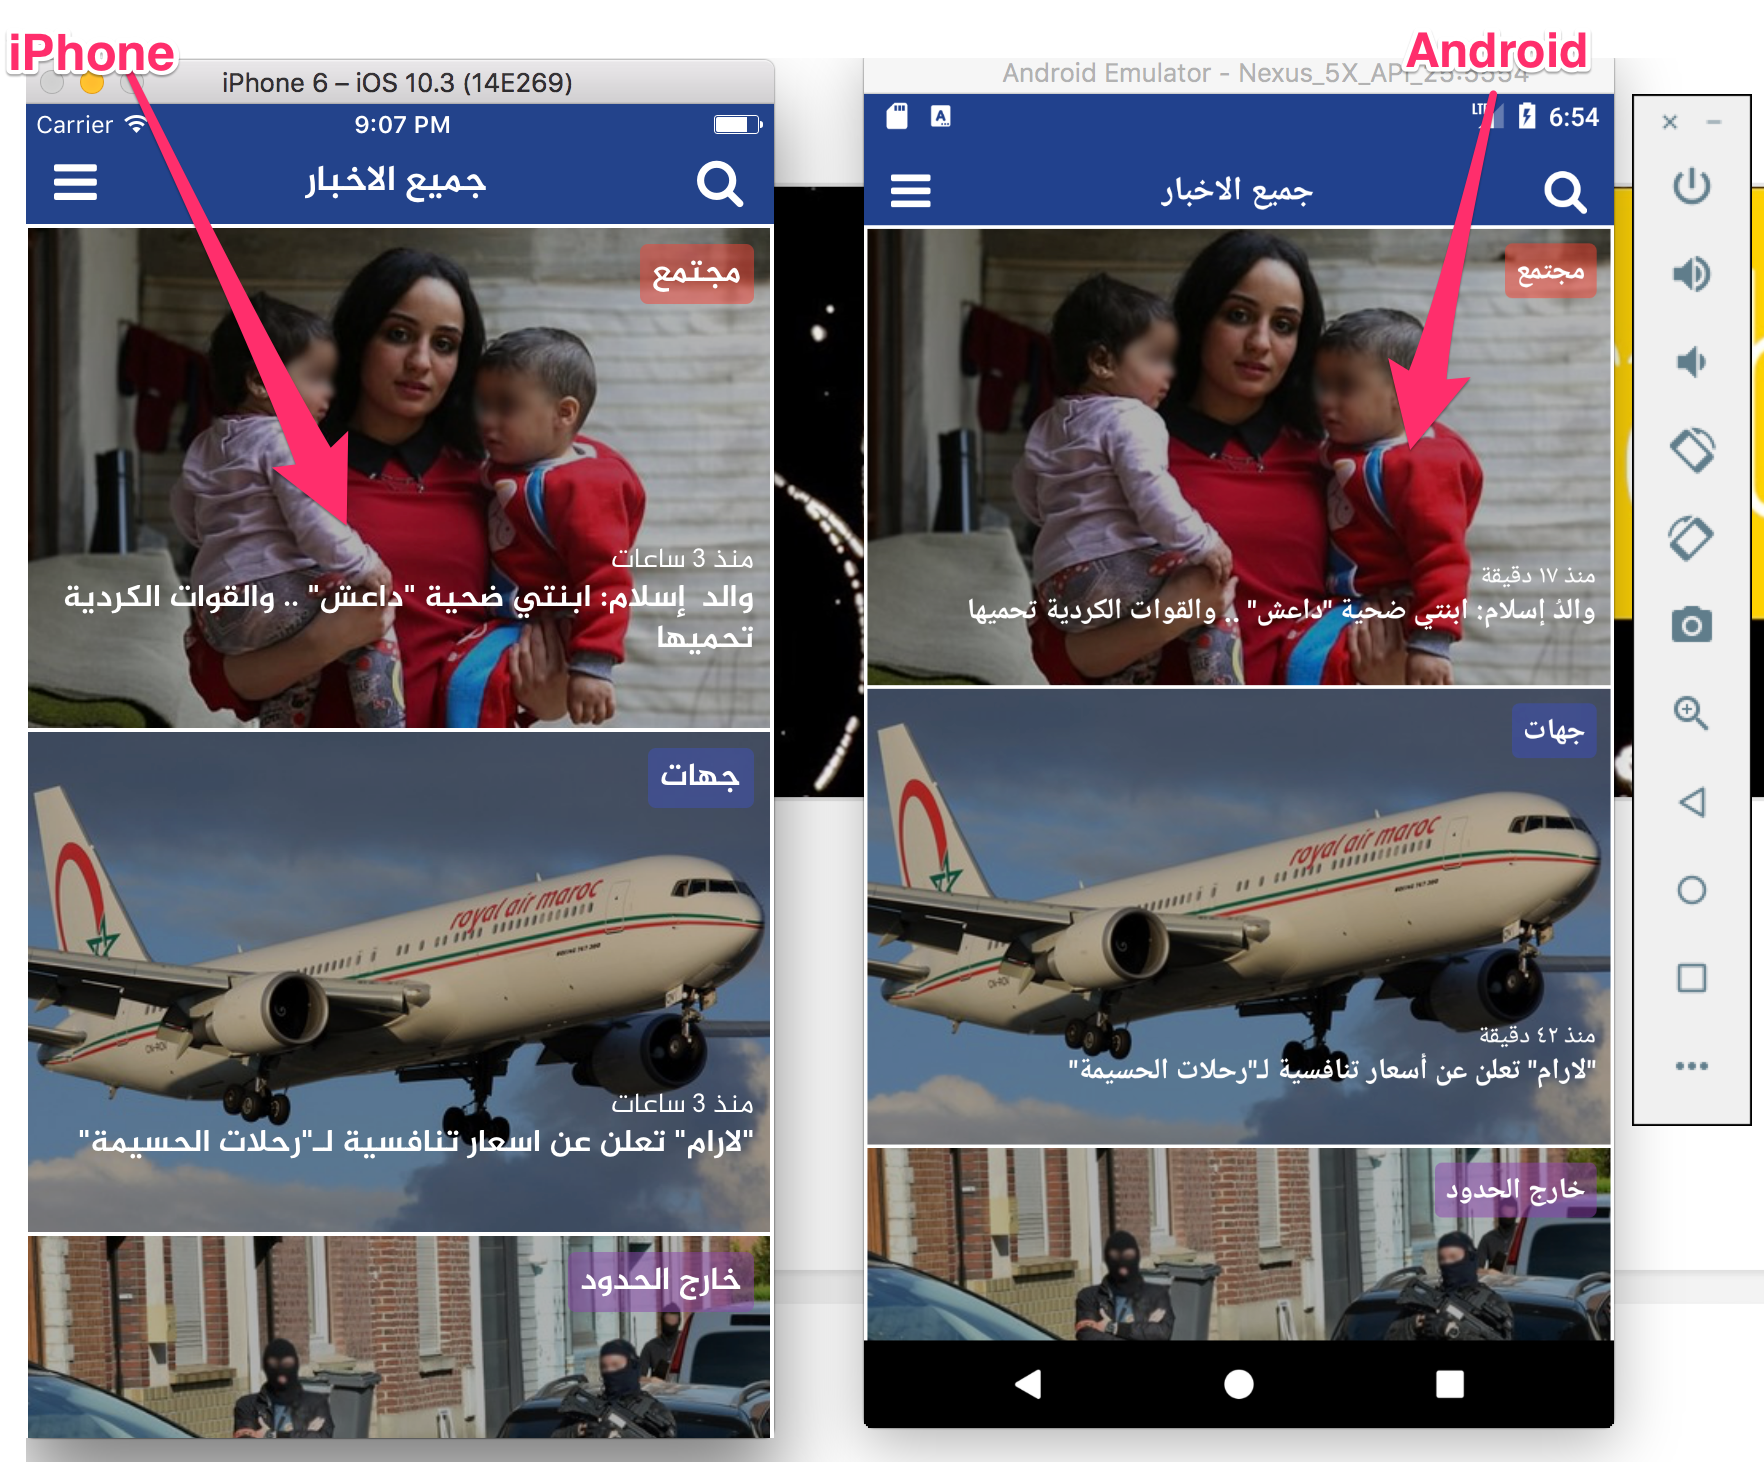 iPhone
iPhone 6 – iOS 10.3 (14E269)
Carrier
9:07 PM
جميع الاخبار
مجتمع
منذ 3 ساعات
والد إسلام: ابنتي ضحية "داعش" .. والقوات الكردية
تحميها
جهات
royal air maroc
منذ 3 ساعات
"لارام" تعلن عن اسعار تنافسية لـ"رحلات الحسيمة"
خارج الحدود
Android
Android Emulator - Nexus_5X_API_25:5554
LTE
6:54
جميع الاخبار
مجتمع
منذ ١٧ دقيقة
والدُ إسلام: ابنتي ضحية "داعش" .. والقوات الكردية تحميها
جهات
royal air maroc
منذ ٤٢ دقيقة
"لارام" تعلن عن أسعار تنافسية لـ"رحلات الحسيمة"
خارج الحدود